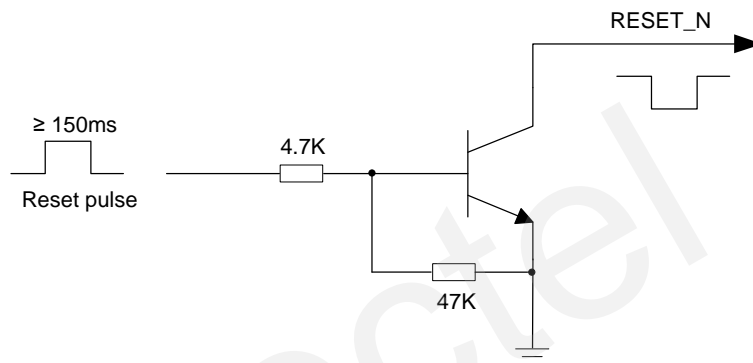 RESET_N
≥ 150ms
4.7K
Reset pulse
47K